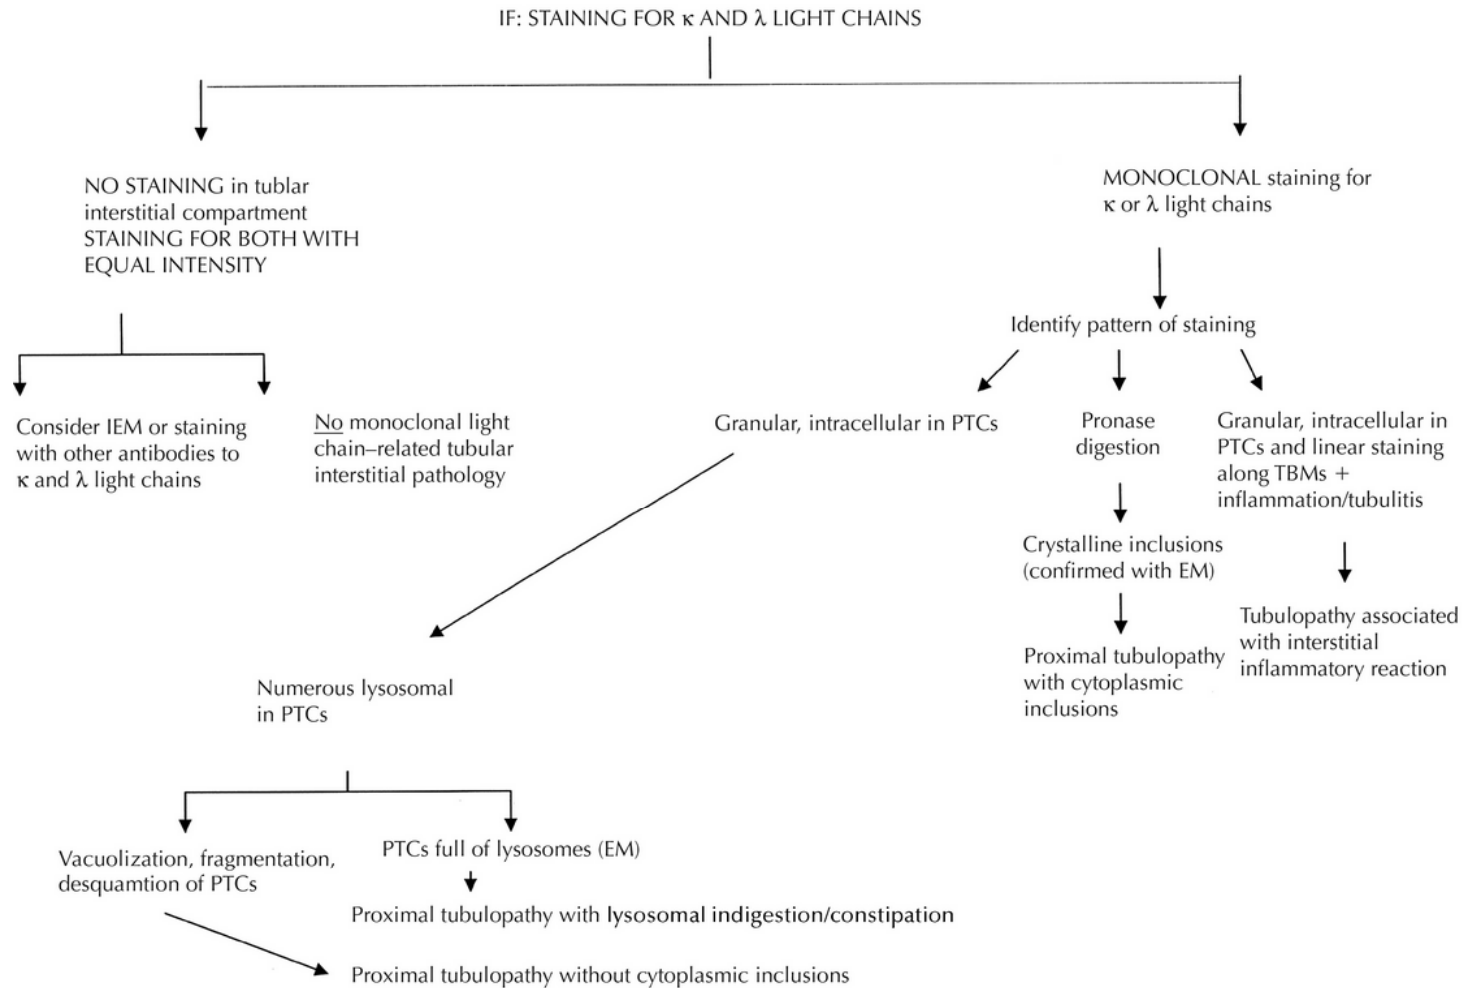 IF: STAINING FOR κ AND λ LIGHT CHAINS
NO STAINING in tublar
interstitial compartment
STAINING FOR BOTH WITH
EQUAL INTENSITY
MONOCLONAL staining for
κ or λ light chains
Identify pattern of staining
Consider IEM or staining
with other antibodies to
κ and λ light chains
No monoclonal light
chain–related tubular
interstitial pathology
Granular, intracellular in PTCs
Pronase
digestion
Granular, intracellular in
PTCs and linear staining
along TBMs +
inflammation/tubulitis
Crystalline inclusions
(confirmed with EM)
Tubulopathy associated
with interstitial
inflammatory reaction
Proximal tubulopathy
with cytoplasmic
inclusions
Numerous lysosomal
in PTCs
Vacuolization, fragmentation,
desquamtion of PTCs
PTCs full of lysosomes (EM)
Proximal tubulopathy with lysosomal indigestion/constipation
Proximal tubulopathy without cytoplasmic inclusions